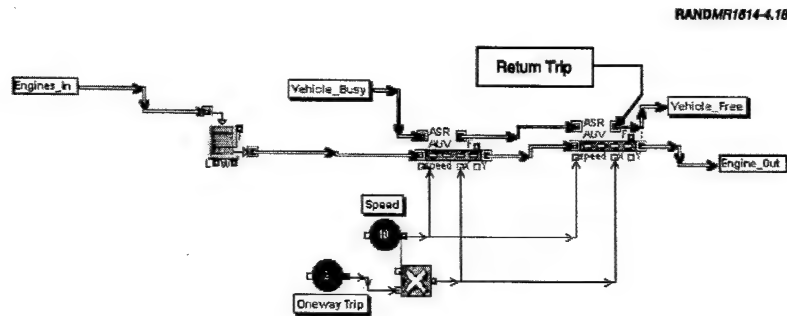 RANDMR1614-4.18
Engines_In
Vehicle_Busy
Return Trip
Vehicle_Free
ASR
AUV
ASR
AUV
F
L W
speed
speed
Engine_Out
Speed
10
Oneway Trip